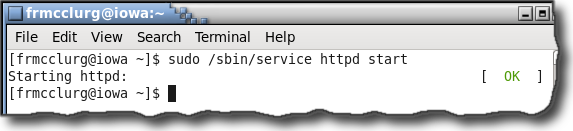 frmcclurg@iowa:~
File Edit View Search Terminal Help
[frmcclurg@iowa ~]$ sudo /sbin/service httpd start
Starting httpd: [ OK ]
[frmcclurg@iowa ~]$